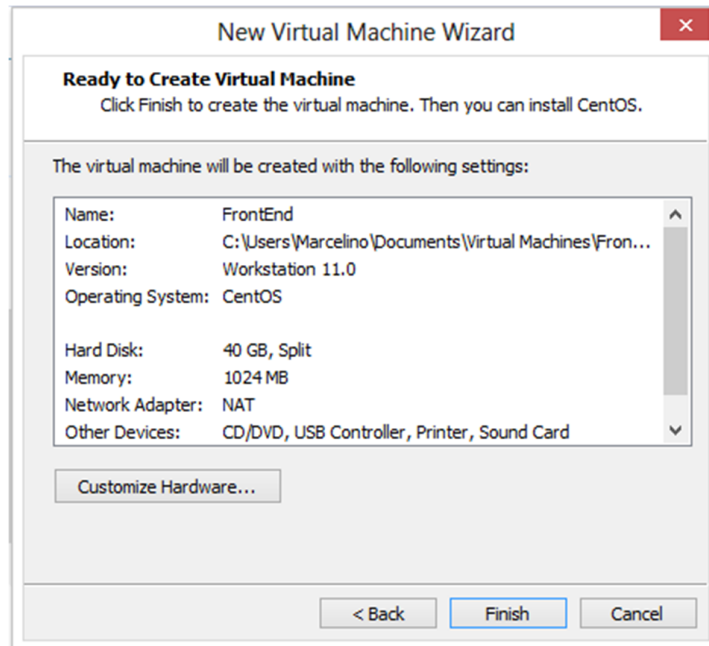 New Virtual Machine Wizard
Ready to Create Virtual Machine
Click Finish to create the virtual machine. Then you can install CentOS.
The virtual machine will be created with the following settings:
Name: FrontEnd
Location: C:\Users\Marcelino\Documents\Virtual Machines\Fron...
Version: Workstation 11.0
Operating System: CentOS
Hard Disk: 40 GB, Split
Memory: 1024 MB
Network Adapter: NAT
Other Devices: CD/DVD, USB Controller, Printer, Sound Card
Customize Hardware...
< Back Finish Cancel